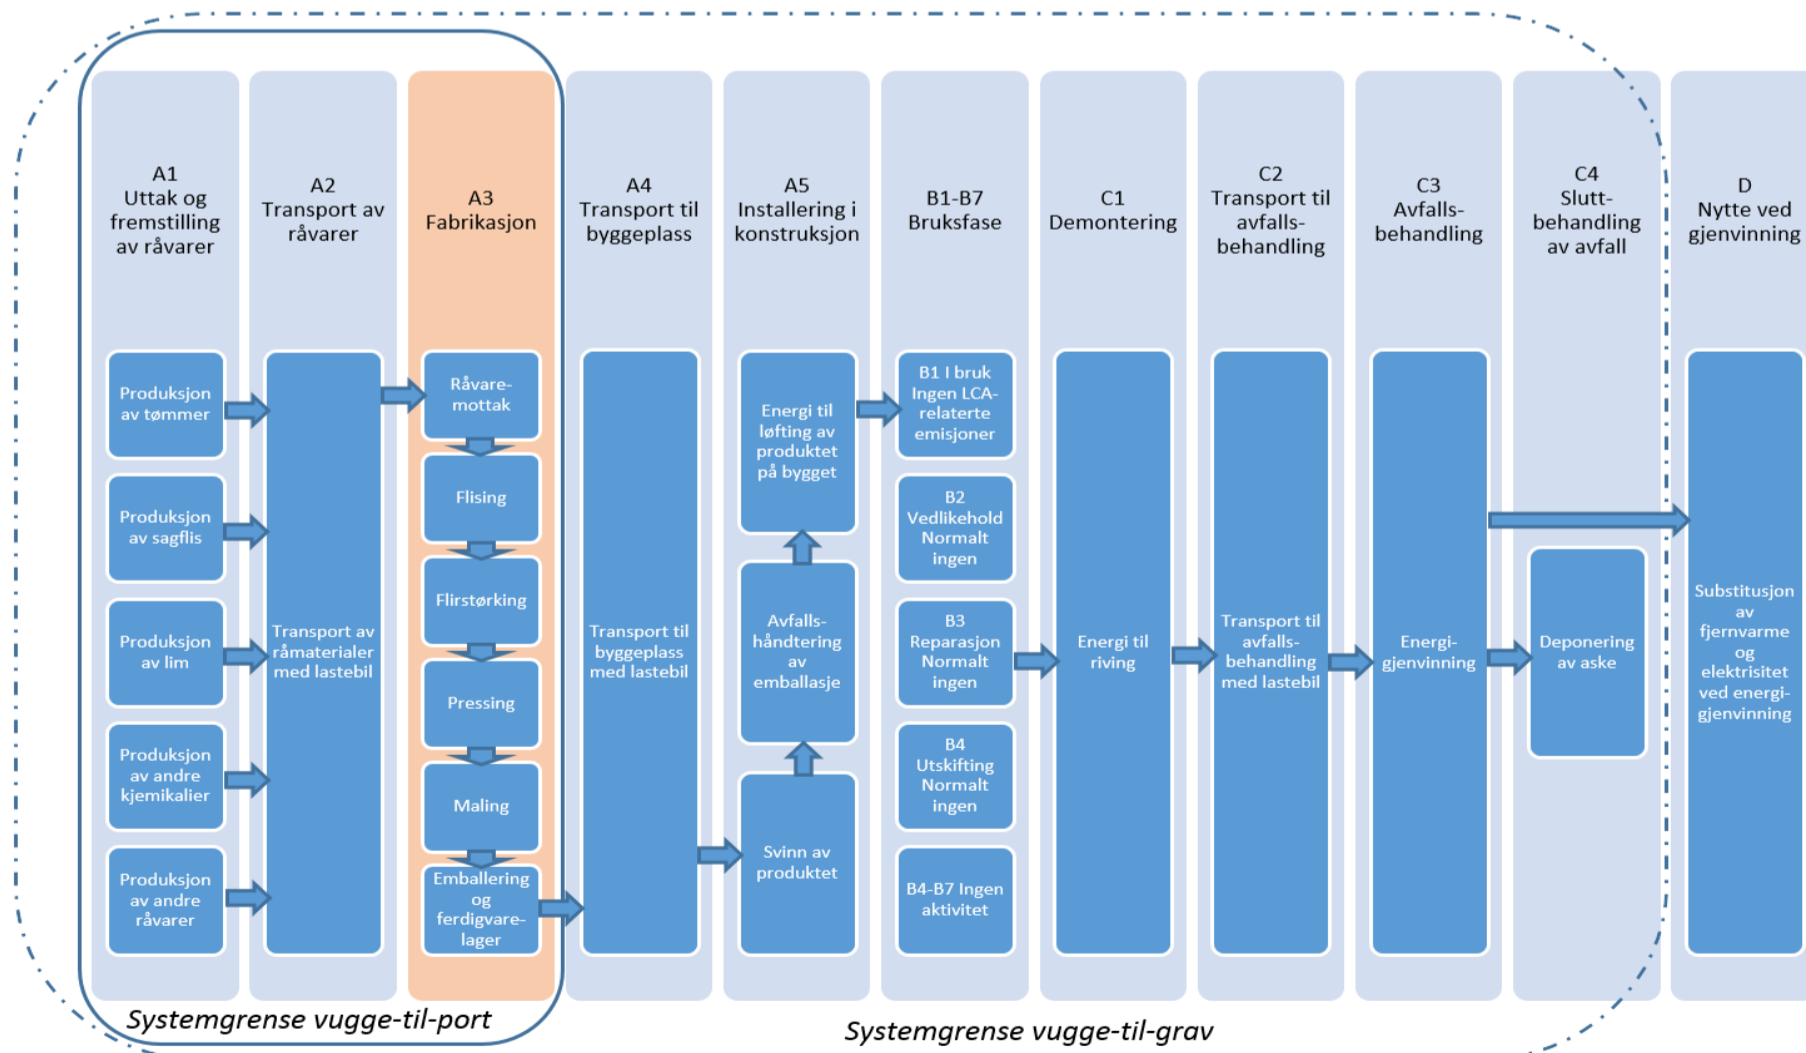 A1
Uttak og
fremstilling
av råvarer
A2
Transport av
råvarer
A3
Fabrikasjon
A4
Transport til
byggeplass
A5
Installering i
konstruksjon
B1-B7
Bruksfase
C1
Demontering
C2
Transport til
avfalls-
behandling
C3
Avfalls-
behandling
C4
Slutt-
behandling
av avfall
D
Nytte ved
gjenvinning
Produksjon
av tømmer
Produksjon
av sagflis
Produksjon
av lim
Produksjon
av andre
kjemikalier
Produksjon
av andre
råvarer
Transport av
råmaterialer
med lastebil
Råvare-
mottak
Flising
Flirstørking
Pressing
Maling
Emballering
og
ferdigvare-
lager
Transport til
byggeplass
med lastebil
Energi til
løfting av
produktet
på bygget
Avfalls-
håndtering
av
emballasje
Svinn av
produktet
B1 I bruk
Ingen LCA-
relaterte
emisjoner
B2
Vedlikehold
Normalt
ingen
B3
Reparasjon
Normalt
ingen
B4
Utskifting
Normalt
ingen
B4-B7 Ingen
aktivitet
Energi til
riving
Transport til
avfalls-
behandling
med lastebil
Energi-
gjenvinning
Deponering
av aske
Substitusjon
av
fjernvarme
og
elektrisitet
ved energi-
gjenvinning
Systemgrense vugge-til-port
Systemgrense vugge-til-grav